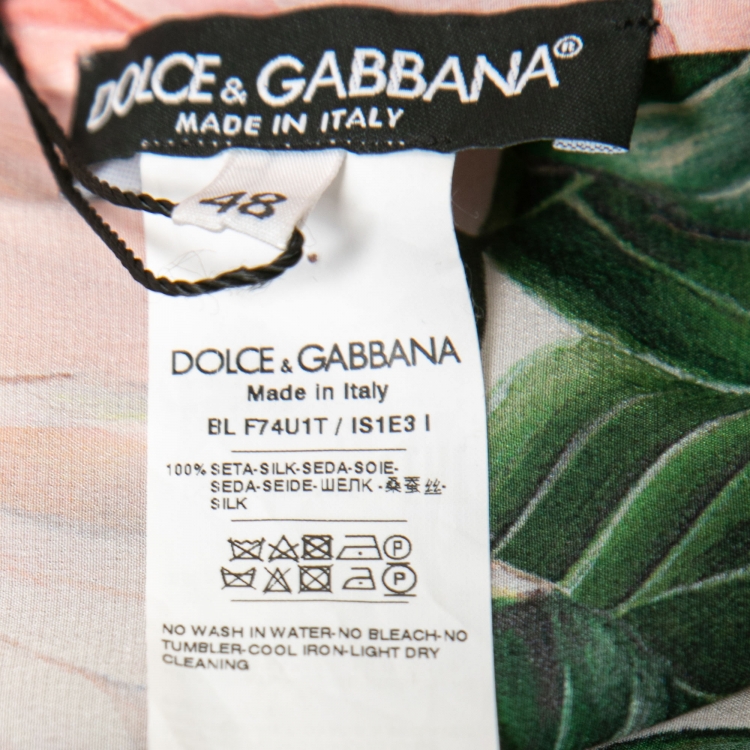 DOLCE & GABBANA®
MADE IN ITALY
48
DOLCE & GABBANA
Made in Italy
BL F74U1T / IS1E3 I
100% SETA-SILK-SEDA-SOIE-
SEDA-SEIDE-ШЕЛК -桑蚕丝-
SILK
P
P
NO WASH IN WATER-NO BLEACH-NO
TUMBLER-COOL IRON-LIGHT DRY
CLEANING